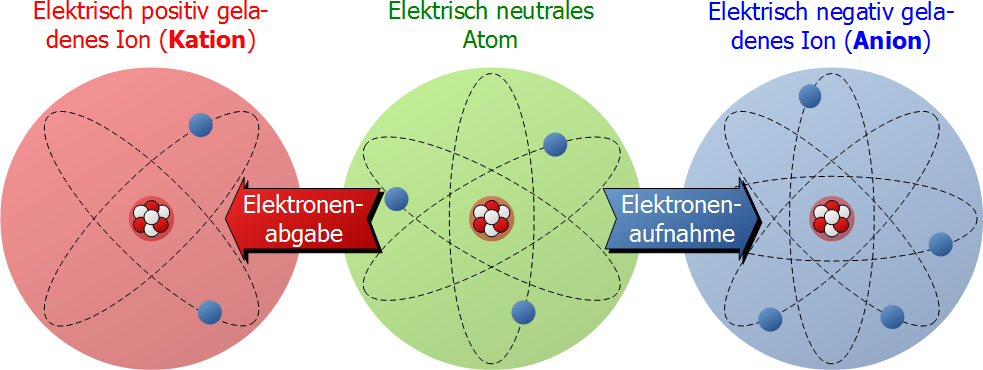 Elektrisch positiv gela-
denes Ion (Kation)
Elektrisch neutrales
Atom
Elektrisch negativ gela-
denes Ion (Anion)
Elektronen-
abgabe
Elektronen-
aufnahme